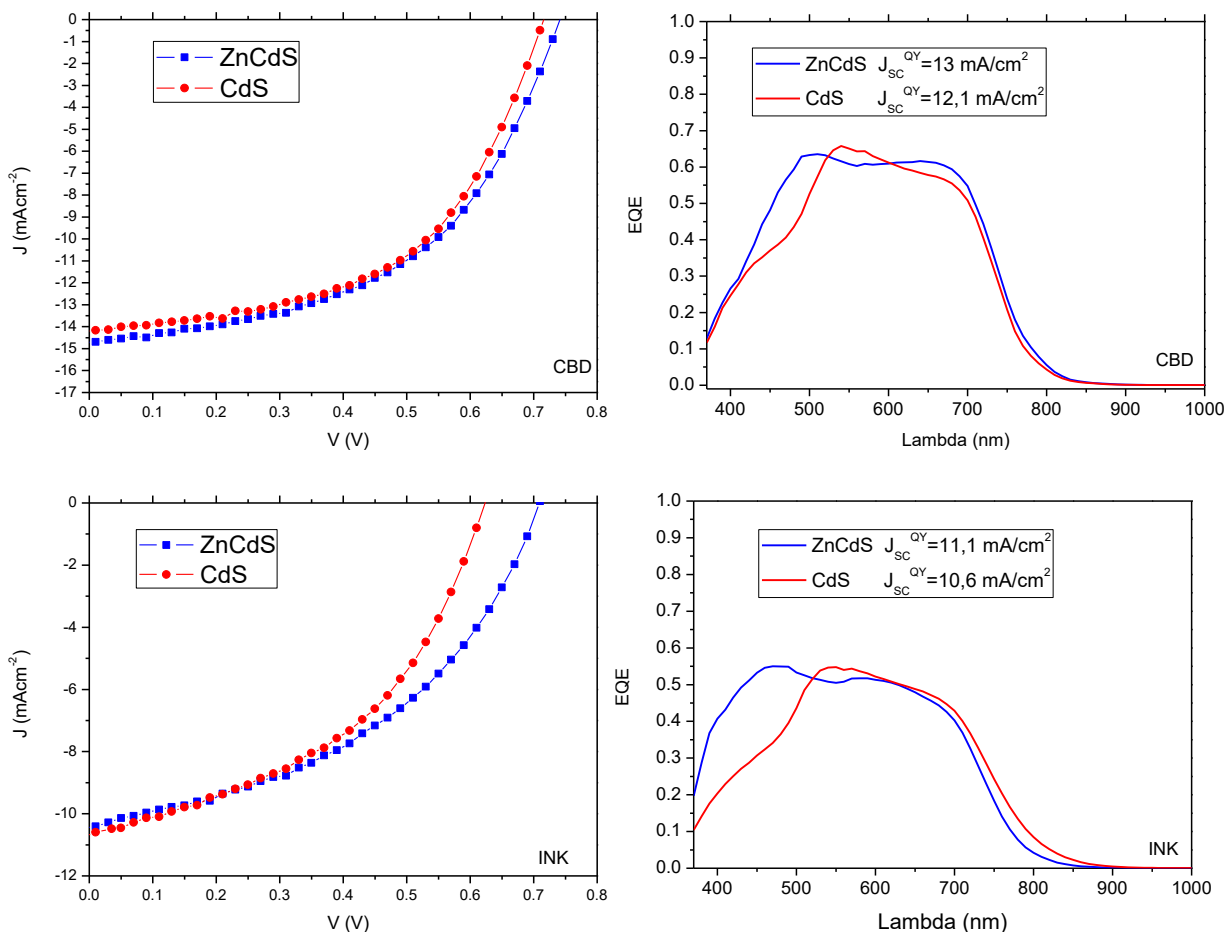 0
-1
-2
-3
-4
-5
-6
-7
-8
-9
-10
-11
-12
-13
-14
-15
-16
-17
J (mAcm⁻²)
ZnCdS
CdS
CBD
0.0 0.1 0.2 0.3 0.4 0.5 0.6 0.7 0.8
V (V)
1.0
0.9
0.8
0.7
0.6
0.5
0.4
0.3
0.2
0.1
0.0
EQE
ZnCdS J_SC^QY=13 mA/cm²
CdS J_SC^QY=12,1 mA/cm²
CBD
400 500 600 700 800 900 1000
Lambda (nm)
0
-2
-4
-6
-8
-10
-12
J (mAcm⁻²)
ZnCdS
CdS
INK
0.0 0.1 0.2 0.3 0.4 0.5 0.6 0.7 0.8
V (V)
1.0
0.9
0.8
0.7
0.6
0.5
0.4
0.3
0.2
0.1
0.0
EQE
ZnCdS J_SC^QY=11,1 mA/cm²
CdS J_SC^QY=10,6 mA/cm²
INK
400 500 600 700 800 900 1000
Lambda (nm)